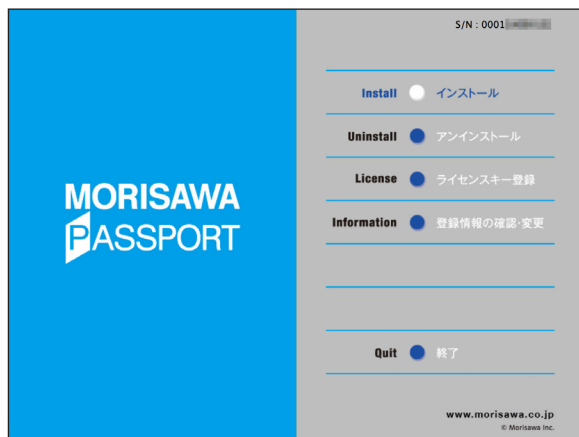 S/N : 0001
MORISAWA
PASSPORT
Install インストール
Uninstall アンインストール
License ライセンスキー登録
Information 登録情報の確認・変更
Quit 終了
www.morisawa.co.jp
© Morisawa Inc.